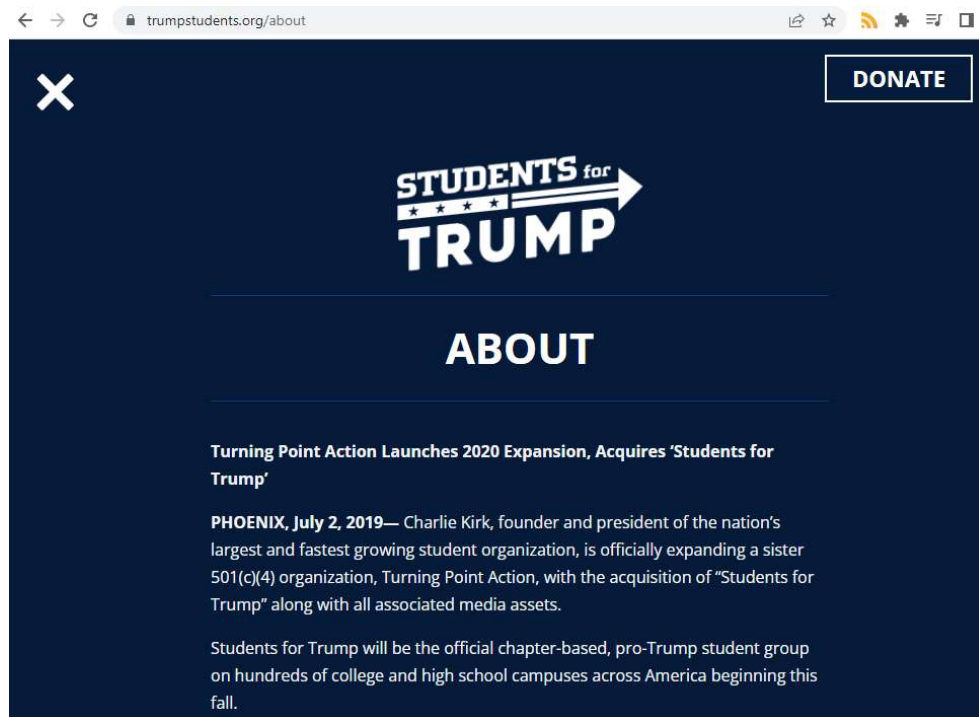 trumpstudents.org/about
DONATE
STUDENTS for
TRUMP
ABOUT
Turning Point Action Launches 2020 Expansion, Acquires ‘Students for
Trump’
PHOENIX, July 2, 2019— Charlie Kirk, founder and president of the nation’s
largest and fastest growing student organization, is officially expanding a sister
501(c)(4) organization, Turning Point Action, with the acquisition of “Students for
Trump” along with all associated media assets.
Students for Trump will be the official chapter-based, pro-Trump student group
on hundreds of college and high school campuses across America beginning this
fall.